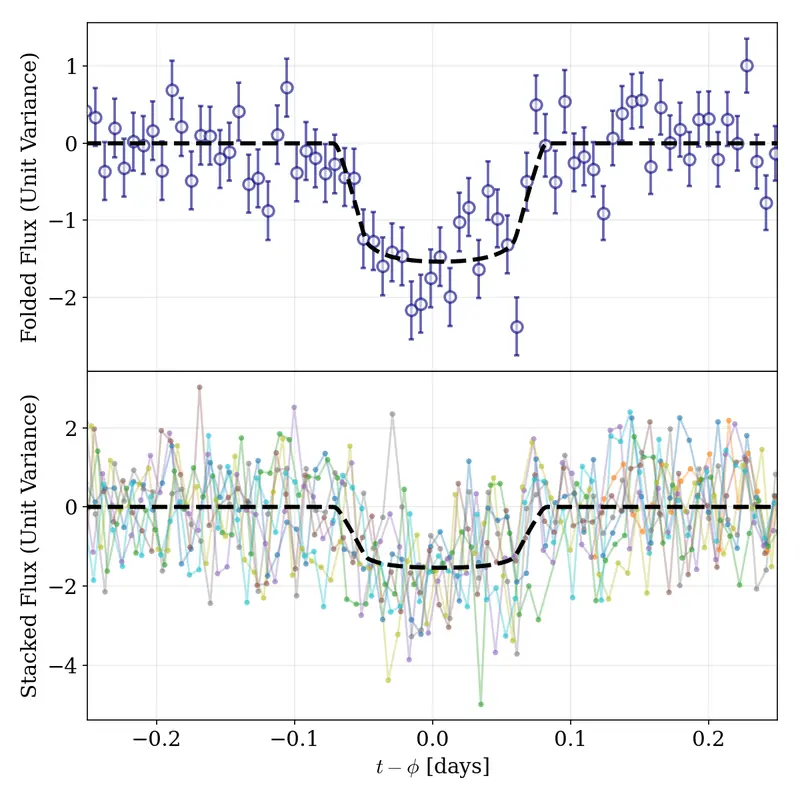 Folded Flux (Unit Variance)
1
0
−1
−2
Stacked Flux (Unit Variance)
2
0
−2
−4
−0.2 −0.1 0.0 0.1 0.2
t − ϕ [days]